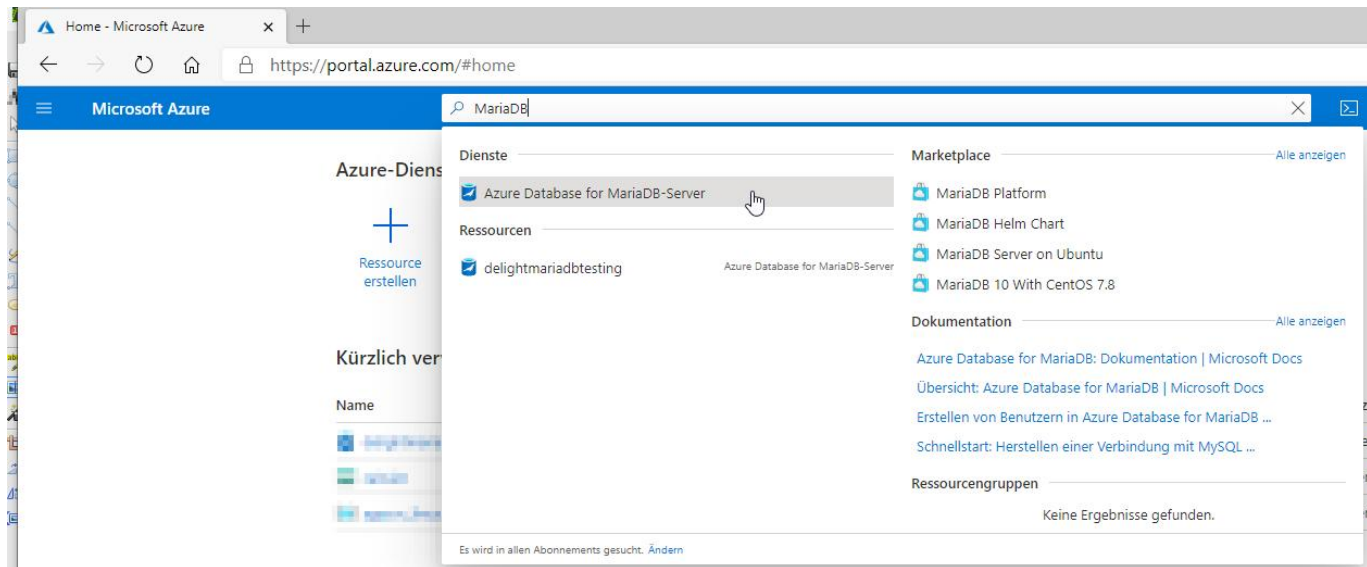 Home - Microsoft Azure
https://portal.azure.com/#home
Microsoft Azure
MariaDB
Azure-Diens
Ressource
erstellen
Kürzlich ver
Name
Dienste
Azure Database for MariaDB-Server
Ressourcen
delightmariadbtesting Azure Database for MariaDB-Server
Marketplace Alle anzeigen
MariaDB Platform
MariaDB Helm Chart
MariaDB Server on Ubuntu
MariaDB 10 With CentOS 7.8
Dokumentation Alle anzeigen
Azure Database for MariaDB: Dokumentation | Microsoft Docs
Übersicht: Azure Database for MariaDB | Microsoft Docs
Erstellen von Benutzern in Azure Database for MariaDB ...
Schnellstart: Herstellen einer Verbindung mit MySQL ...
Ressourcengruppen
Keine Ergebnisse gefunden.
Es wird in allen Abonnements gesucht. Ändern